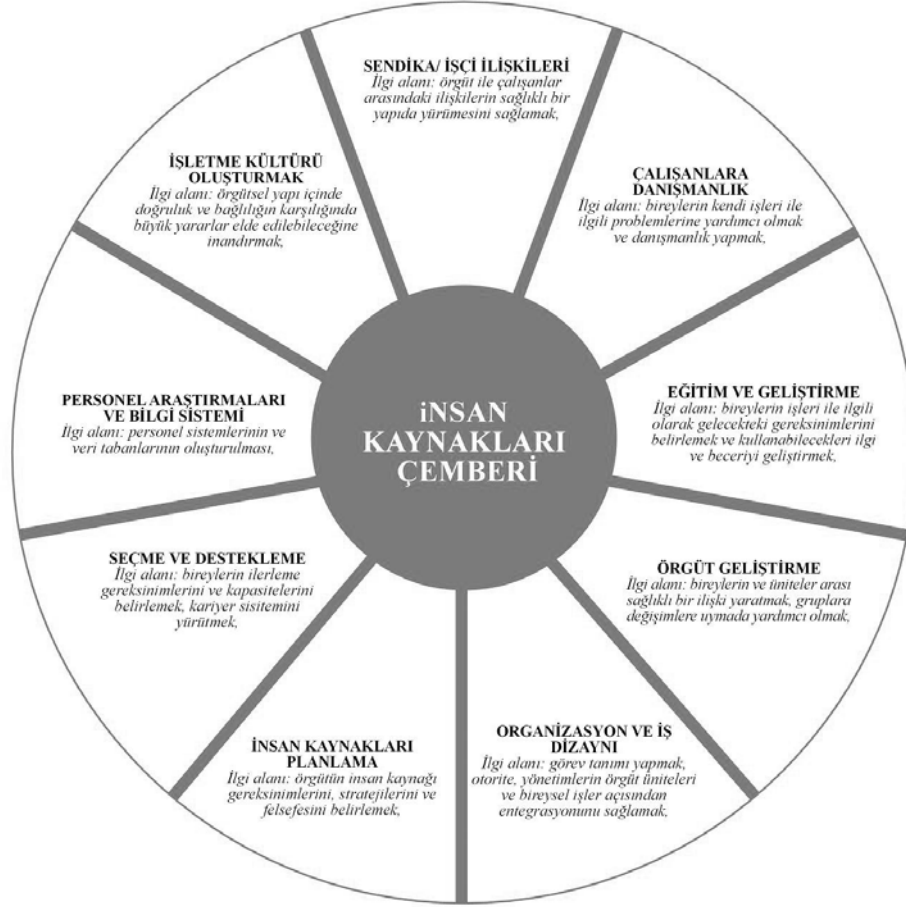 SENDİKA/ İŞÇİ İLİŞKİLERİ
İlgi alanı: örgüt ile çalışanlar
arasındaki ilişkilerin sağlıklı bir
yapıda yürümesini sağlamak,
ÇALIŞANLARA
DANIŞMANLIK
İlgi alanı: bireylerin kendi işleri ile
ilgili problemlerine yardımcı olmak
ve danışmanlık yapmak,
EĞİTİM VE GELİŞTİRME
İlgi alanı: bireylerin işleri ile ilgili
olarak gelecekteki gereksinimlerini
belirlemek ve kullanabilecekleri ilgi
ve beceriyi geliştirmek,
ÖRGÜT GELİŞTİRME
İlgi alanı: bireylerin ve üniteler arası
sağlıklı bir ilişki yaratmak, gruplara
değişimlere uymada yardımcı olmak,
ORGANİZASYON VE İŞ
DİZAYNI
İlgi alanı: görev tanımı yapmak,
otorite, yönetimlerin örgüt üniteleri
ve bireysel işler açısından
entegrasyonunu sağlamak,
İNSAN KAYNAKLARI
PLANLAMA
İlgi alanı: örgütün insan kaynağı
gereksinimlerini, stratejilerini ve
felsefesini belirlemek,
SEÇME VE DESTEKLEME
İlgi alanı: bireylerin ilerleme
gereksinimlerini ve kapasitelerini
belirlemek, kariyer sisitemini
yürütmek,
PERSONEL ARAŞTIRMALARI
VE BİLGİ SİSTEMİ
İlgi alanı: personel sistemlerinin ve
veri tabanlarının oluşturulması,
İŞLETME KÜLTÜRÜ
OLUŞTURMAK
İlgi alanı: örgütsel yapı içinde
doğruluk ve bağlılığın karşılığında
büyük yararlar elde edilebileceğine
inandırmak,
iNSAN
KAYNAKLARI
ÇEMBERİ